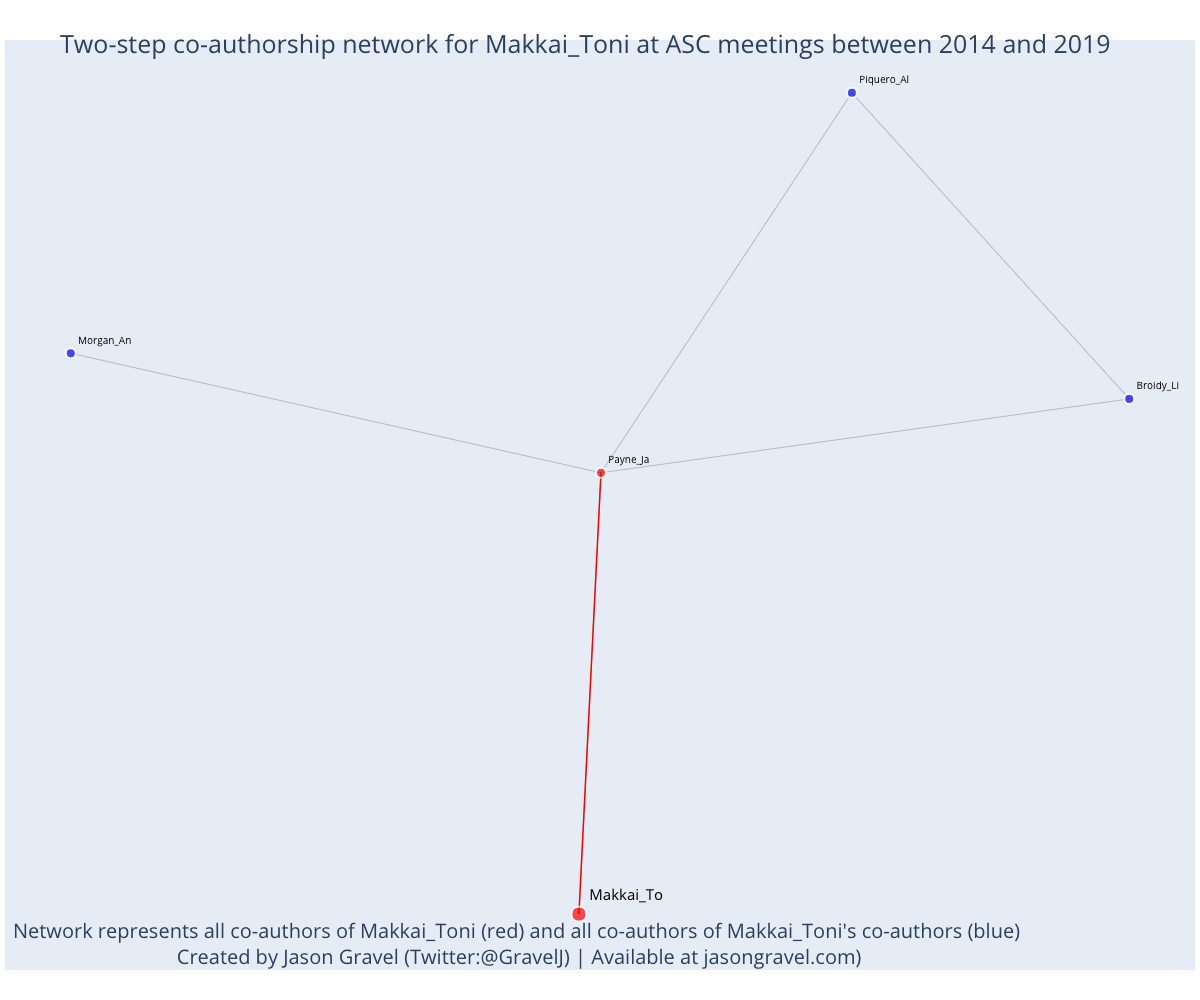 Two-step co-authorship network for Makkai_Toni at ASC meetings between 2014 and 2019
Piquero_Al
Morgan_An
Broidy_Li
Payne_Ja
Makkai_To
Network represents all co-authors of Makkai_Toni (red) and all co-authors of Makkai_Toni's co-authors (blue)
Created by Jason Gravel (Twitter:@GravelJ) | Available at jasongravel.com)